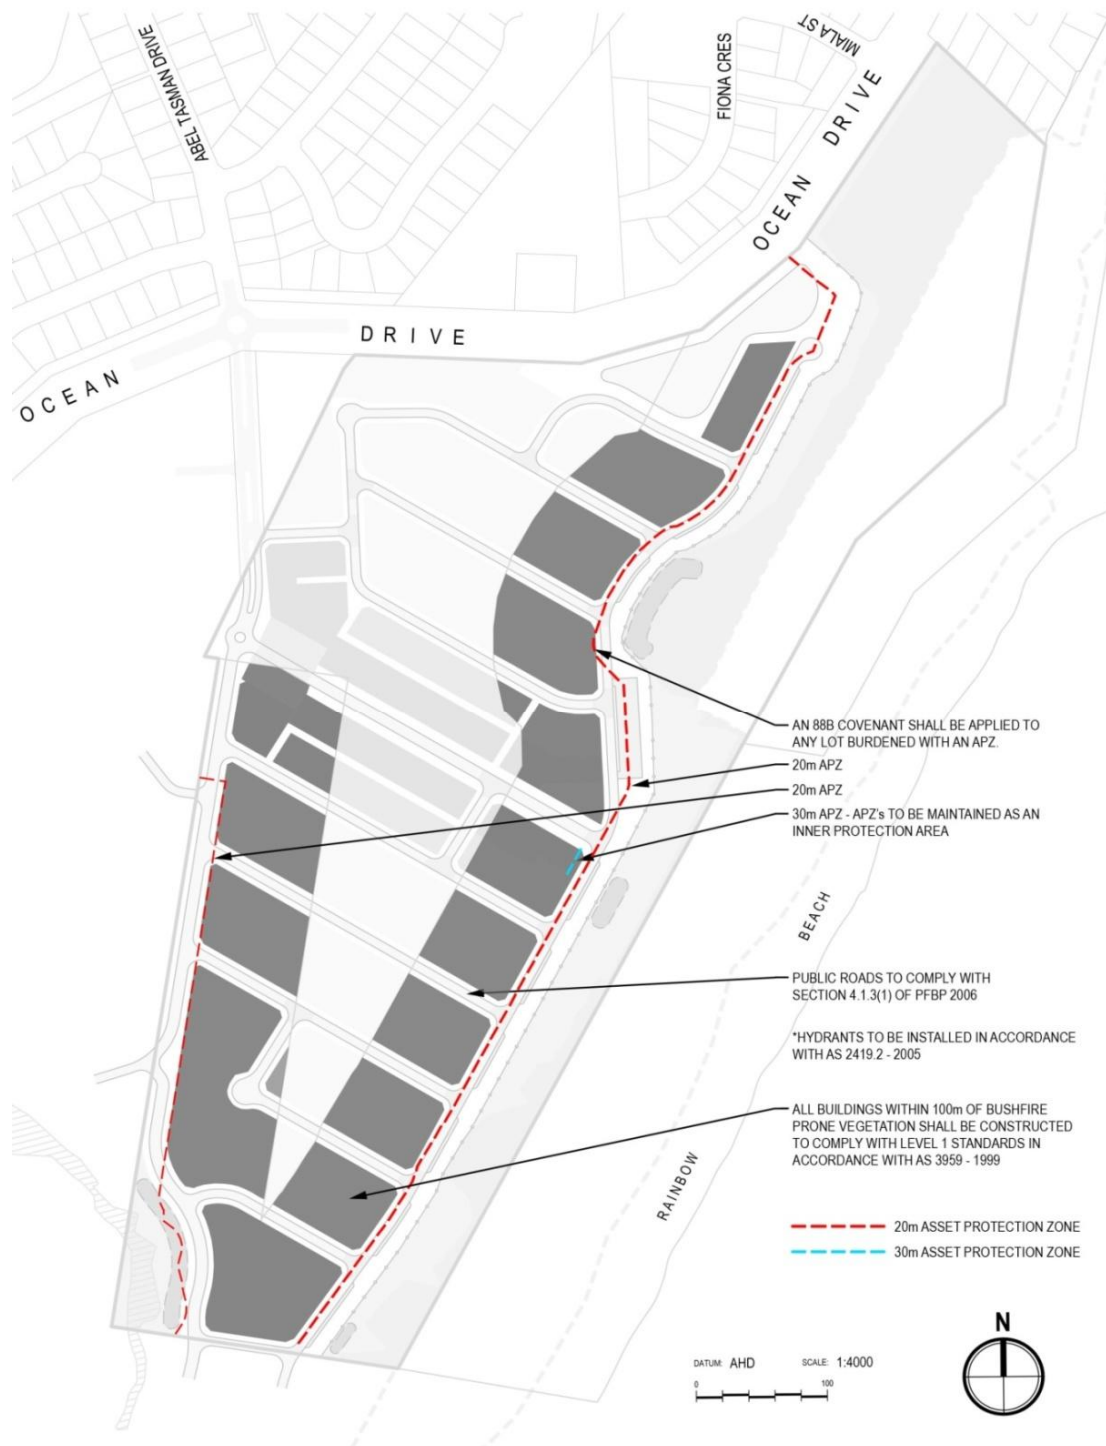 MIALA ST
ABEL TASMAN DRIVE
FIONA CRES
OCEAN DRIVE
DRIVE
OCEAN
AN 88B COVENANT SHALL BE APPLIED TO
ANY LOT BURDENED WITH AN APZ.
20m APZ
20m APZ
30m APZ - APZ's TO BE MAINTAINED AS AN
INNER PROTECTION AREA
BEACH
PUBLIC ROADS TO COMPLY WITH
SECTION 4.1.3(1) OF PFBP 2006
*HYDRANTS TO BE INSTALLED IN ACCORDANCE
WITH AS 2419.2 - 2005
ALL BUILDINGS WITHIN 100m OF BUSHFIRE
PRONE VEGETATION SHALL BE CONSTRUCTED
TO COMPLY WITH LEVEL 1 STANDARDS IN
ACCORDANCE WITH AS 3959 - 1999
RAINBOW
20m ASSET PROTECTION ZONE
30m ASSET PROTECTION ZONE
N
DATUM: AHD SCALE: 1:4000
0 100